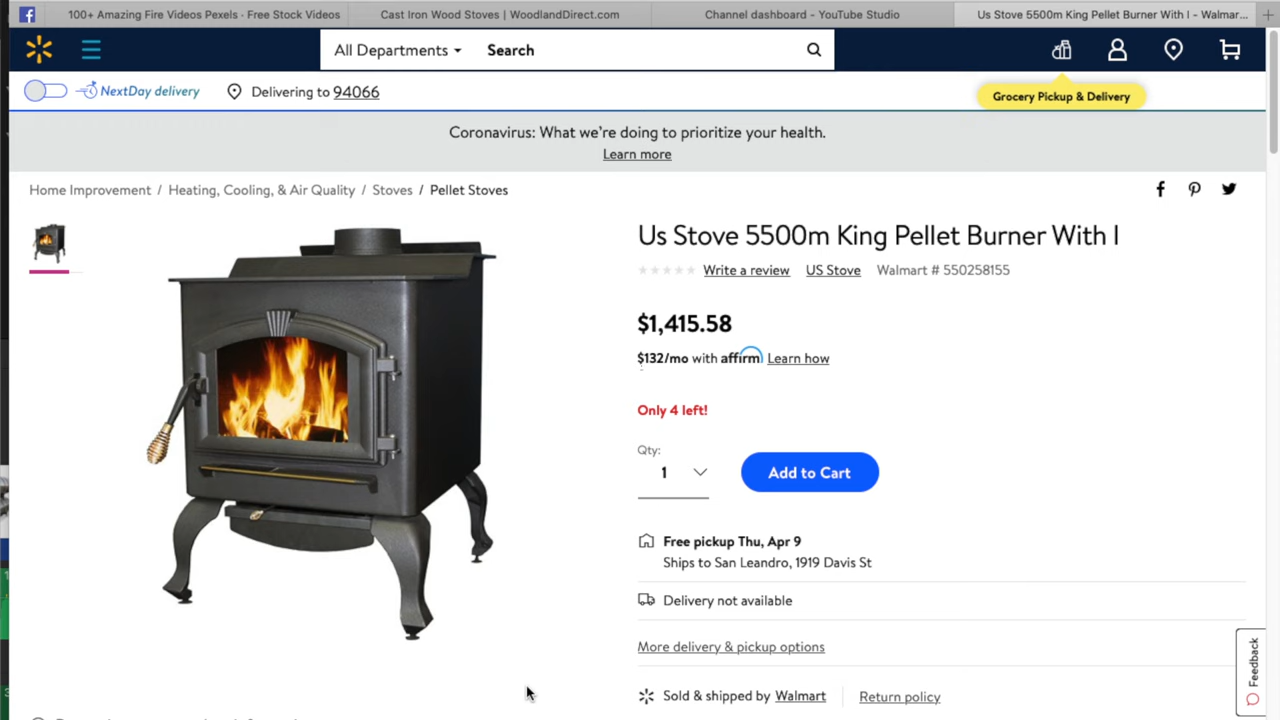 100+ Amazing Fire Videos Pexels · Free Stock Videos
Cast Iron Wood Stoves | WoodlandDirect.com
Channel dashboard - YouTube Studio
Us Stove 5500m King Pellet Burner With I - Walmar...
All Departments
Search
NextDay delivery
Delivering to 94066
Grocery Pickup & Delivery
Coronavirus: What we're doing to prioritize your health.
Learn more
Home Improvement / Heating, Cooling, & Air Quality / Stoves / Pellet Stoves
Us Stove 5500m King Pellet Burner With I
Write a review US Stove Walmart # 550258155
$1,415.58
$132/mo with affirm Learn how
Only 4 left!
Qty:
1
Add to Cart
Free pickup Thu, Apr 9
Ships to San Leandro, 1919 Davis St
Delivery not available
More delivery & pickup options
Feedback
Sold & shipped by Walmart
Return policy